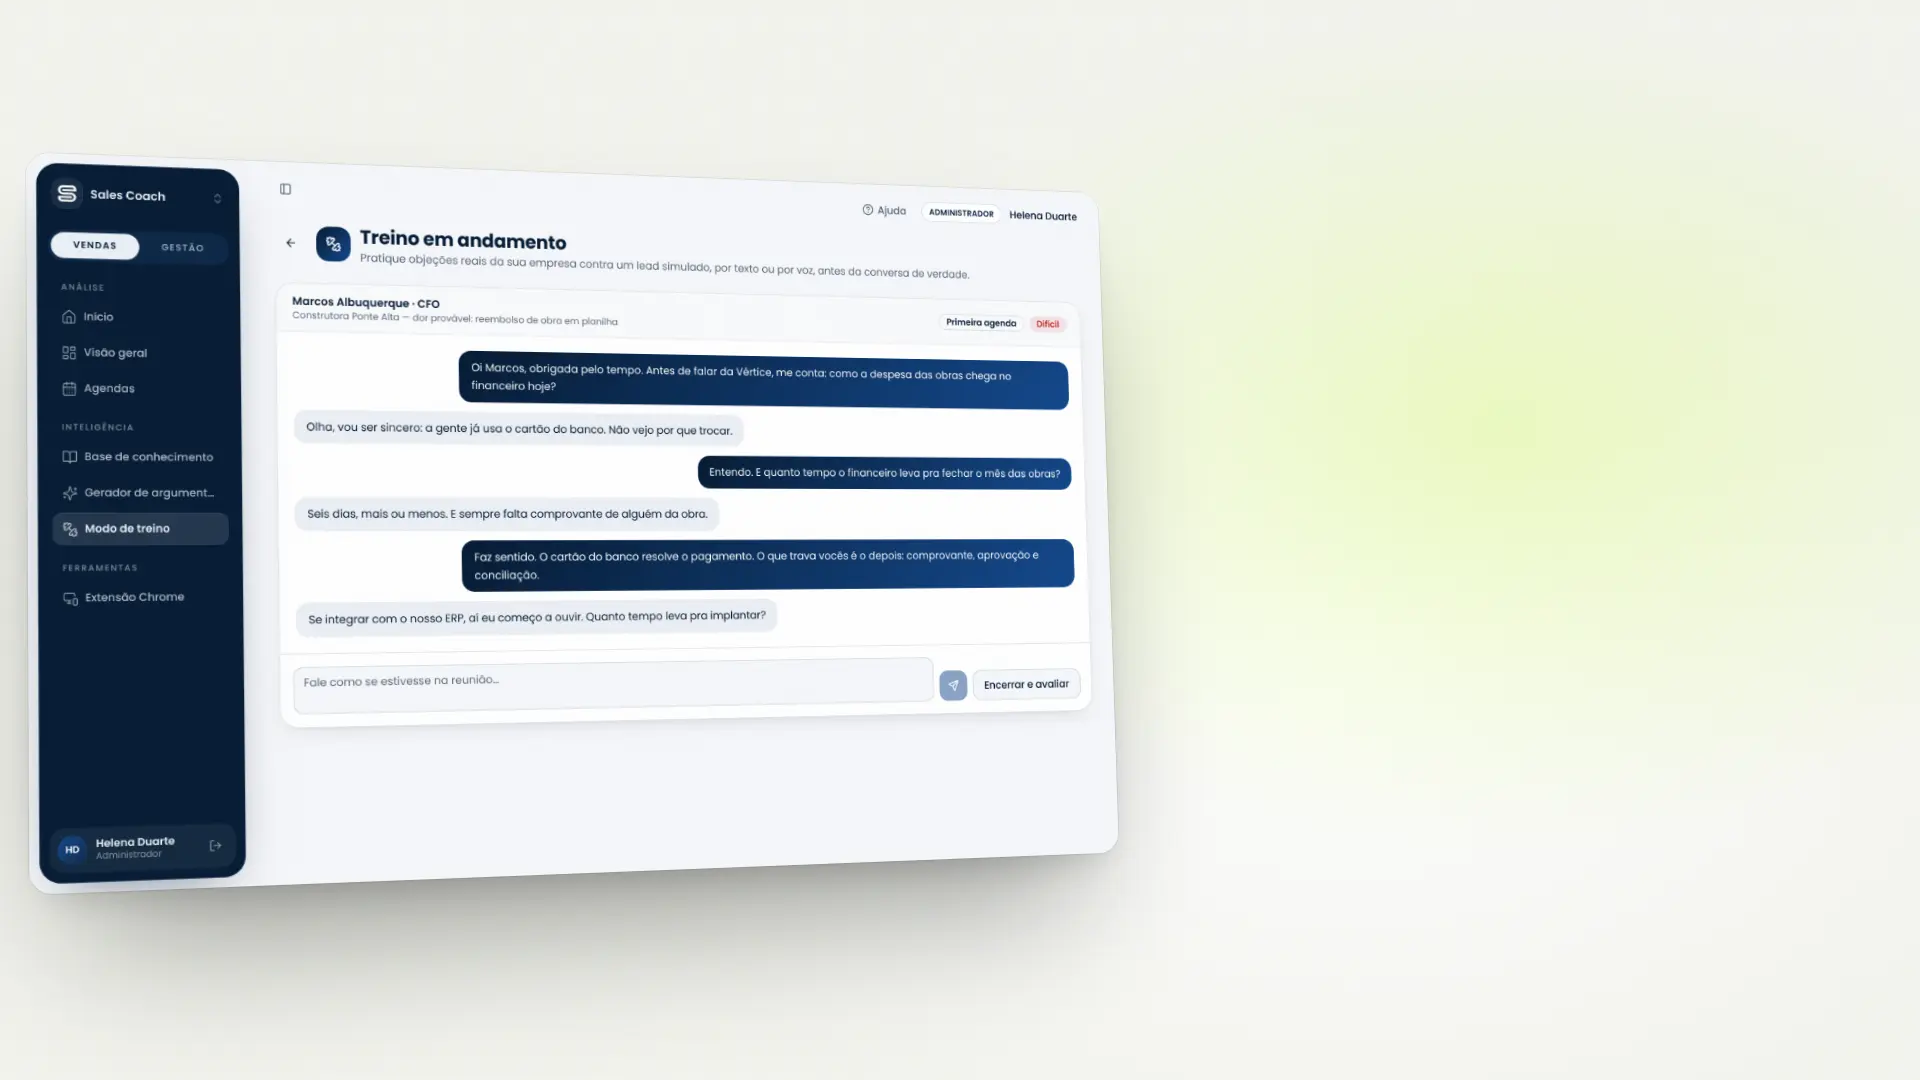 Sales Coach
VENDAS
GESTÃO
ANÁLISE
Início
Visão geral
Agendas
INTELIGÊNCIA
Base de conhecimento
Gerador de argument...
Modo de treino
FERRAMENTAS
Extensão Chrome
HD
Helena Duarte
Administrador
Ajuda
ADMINISTRADOR
Helena Duarte
Treino em andamento
Pratique objeções reais da sua empresa contra um lead simulado, por texto ou por voz, antes da conversa de verdade.
Marcos Albuquerque · CFO
Construtora Ponte Alta — dor provável: reembolso de obra em planilha
Primeira agenda
Difícil
Oi Marcos, obrigada pelo tempo. Antes de falar da Vértice, me conta: como a despesa das obras chega no
financeiro hoje?
Olha, vou ser sincero: a gente já usa o cartão do banco. Não vejo por que trocar.
Entendo. E quanto tempo o financeiro leva pra fechar o mês das obras?
Seis dias, mais ou menos. E sempre falta comprovante de alguém da obra.
Faz sentido. O cartão do banco resolve o pagamento. O que trava vocês é o depois: comprovante, aprovação e
conciliação.
Se integrar com o nosso ERP, aí eu começo a ouvir. Quanto tempo leva pra implantar?
Fale como se estivesse na reunião...
Encerrar e avaliar